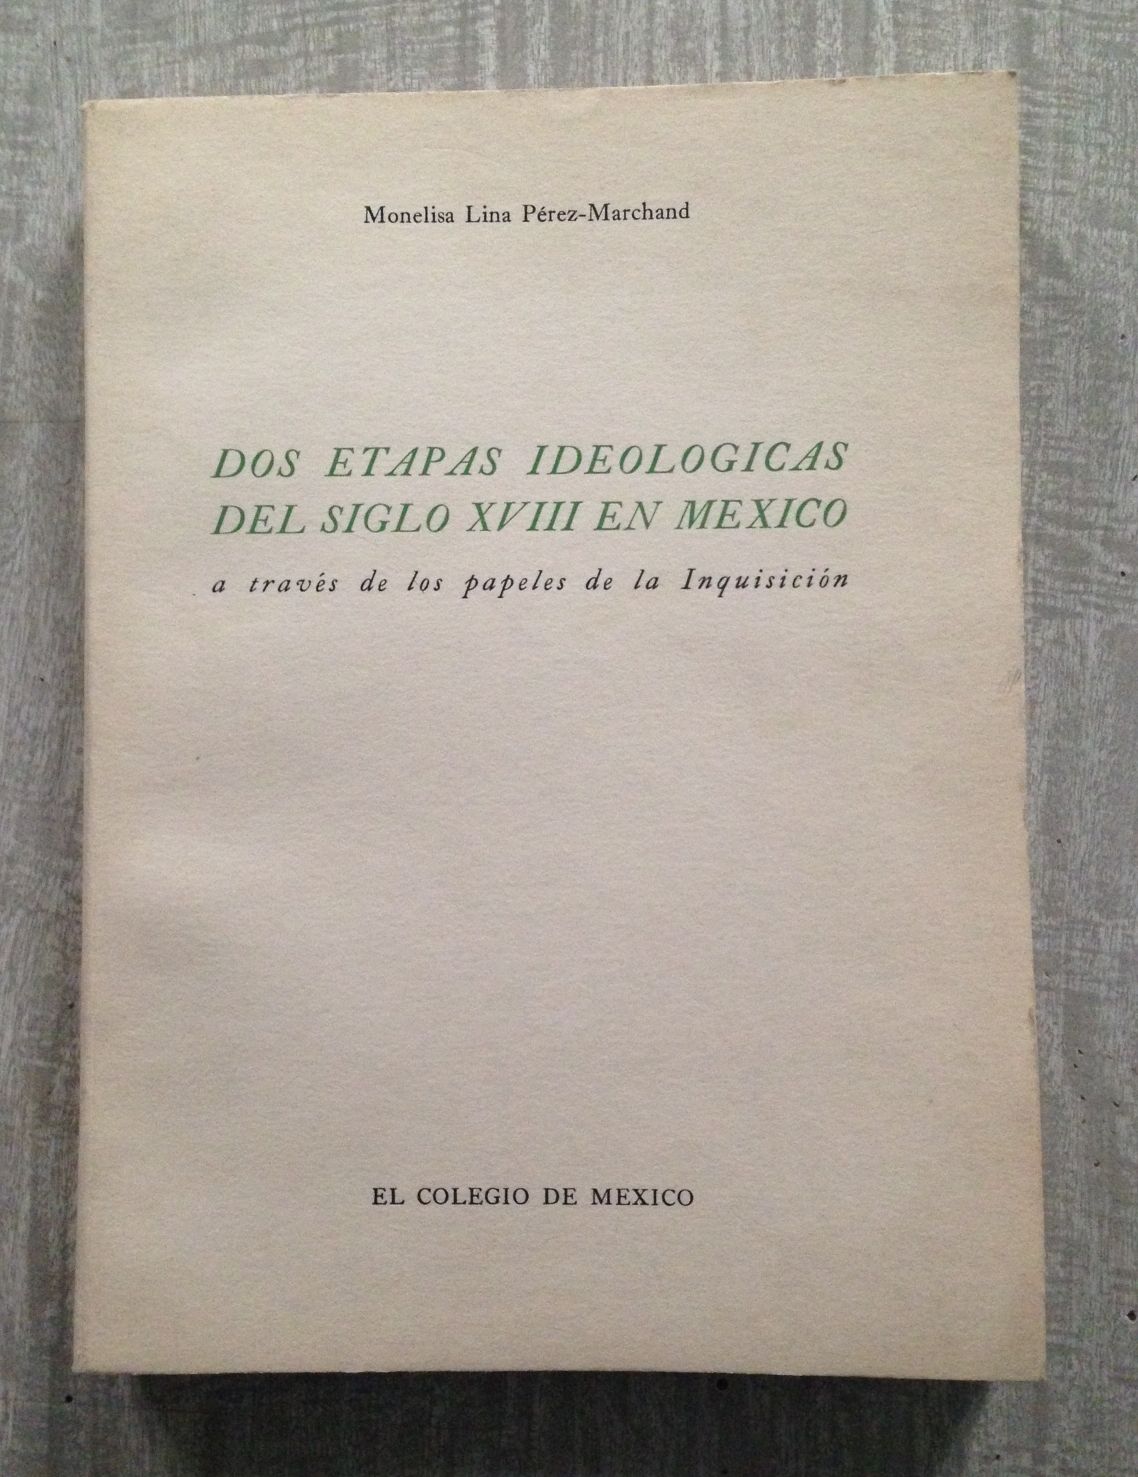 Monelisa Lina Pérez-Marchand
DOS ETAPAS IDEOLOGICAS
DEL SIGLO XVIII EN MEXICO
a través de los papeles de la Inquisición
EL COLEGIO DE MEXICO